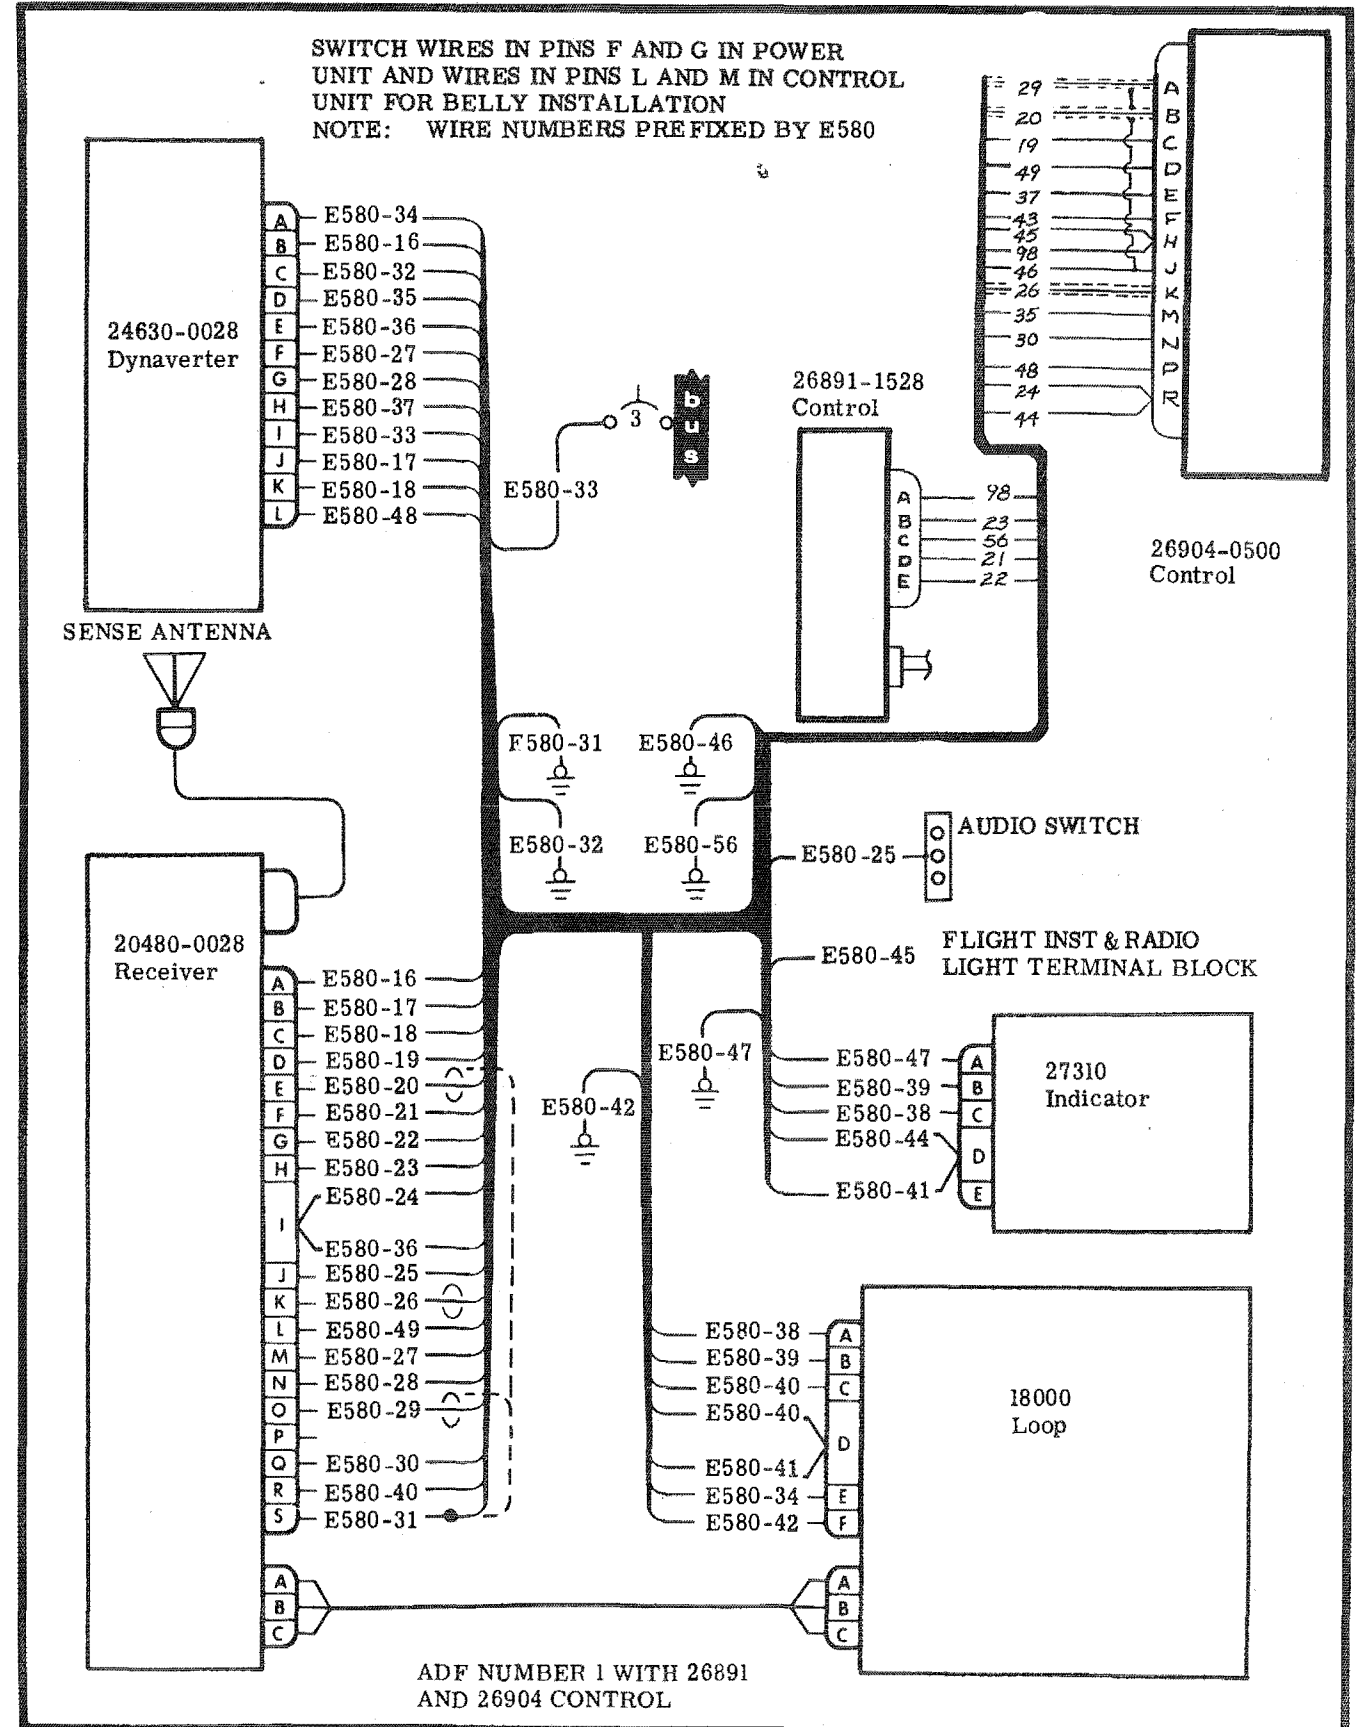 SWITCH WIRES IN PINS F AND G IN POWER
UNIT AND WIRES IN PINS L AND M IN CONTROL
UNIT FOR BELLY INSTALLATION
NOTE: WIRE NUMBERS PREFIXED BY E580
24630-0028
Dynaverter
A E580-34
B E580-16
C E580-32
D E580-35
E E580-36
F E580-27
G E580-28
H E580-37
I E580-33
J E580-17
K E580-18
L E580-48
E580-33
3
bus
29 A
20 B
19 C
49 D
37 E
43 F
45 H
98
46 J
26 K
35 M
30 N
48 P
24 R
44
26904-0500
Control
26891-1528
Control
A 98
B 23
C 56
D 21
E 22
SENSE ANTENNA
F580-31
E580-46
E580-32
E580-56
E580-25
AUDIO SWITCH
E580-45
FLIGHT INST & RADIO
LIGHT TERMINAL BLOCK
20480-0028
Receiver
A E580-16
B E580-17
C E580-18
D E580-19
E E580-20
F E580-21
G E580-22
H E580-23
I E580-24
E580-36
J E580-25
K E580-26
L E580-49
M E580-27
N E580-28
O E580-29
P
Q E580-30
R E580-40
S E580-31
A
B
C
E580-42
E580-47
E580-47 A
E580-39 B
E580-38 C
E580-44 D
E580-41 E
27310
Indicator
E580-38 A
E580-39 B
E580-40 C
E580-40 D
E580-41
E580-34 E
E580-42 F
18000
Loop
A
B
C
ADF NUMBER 1 WITH 26891
AND 26904 CONTROL